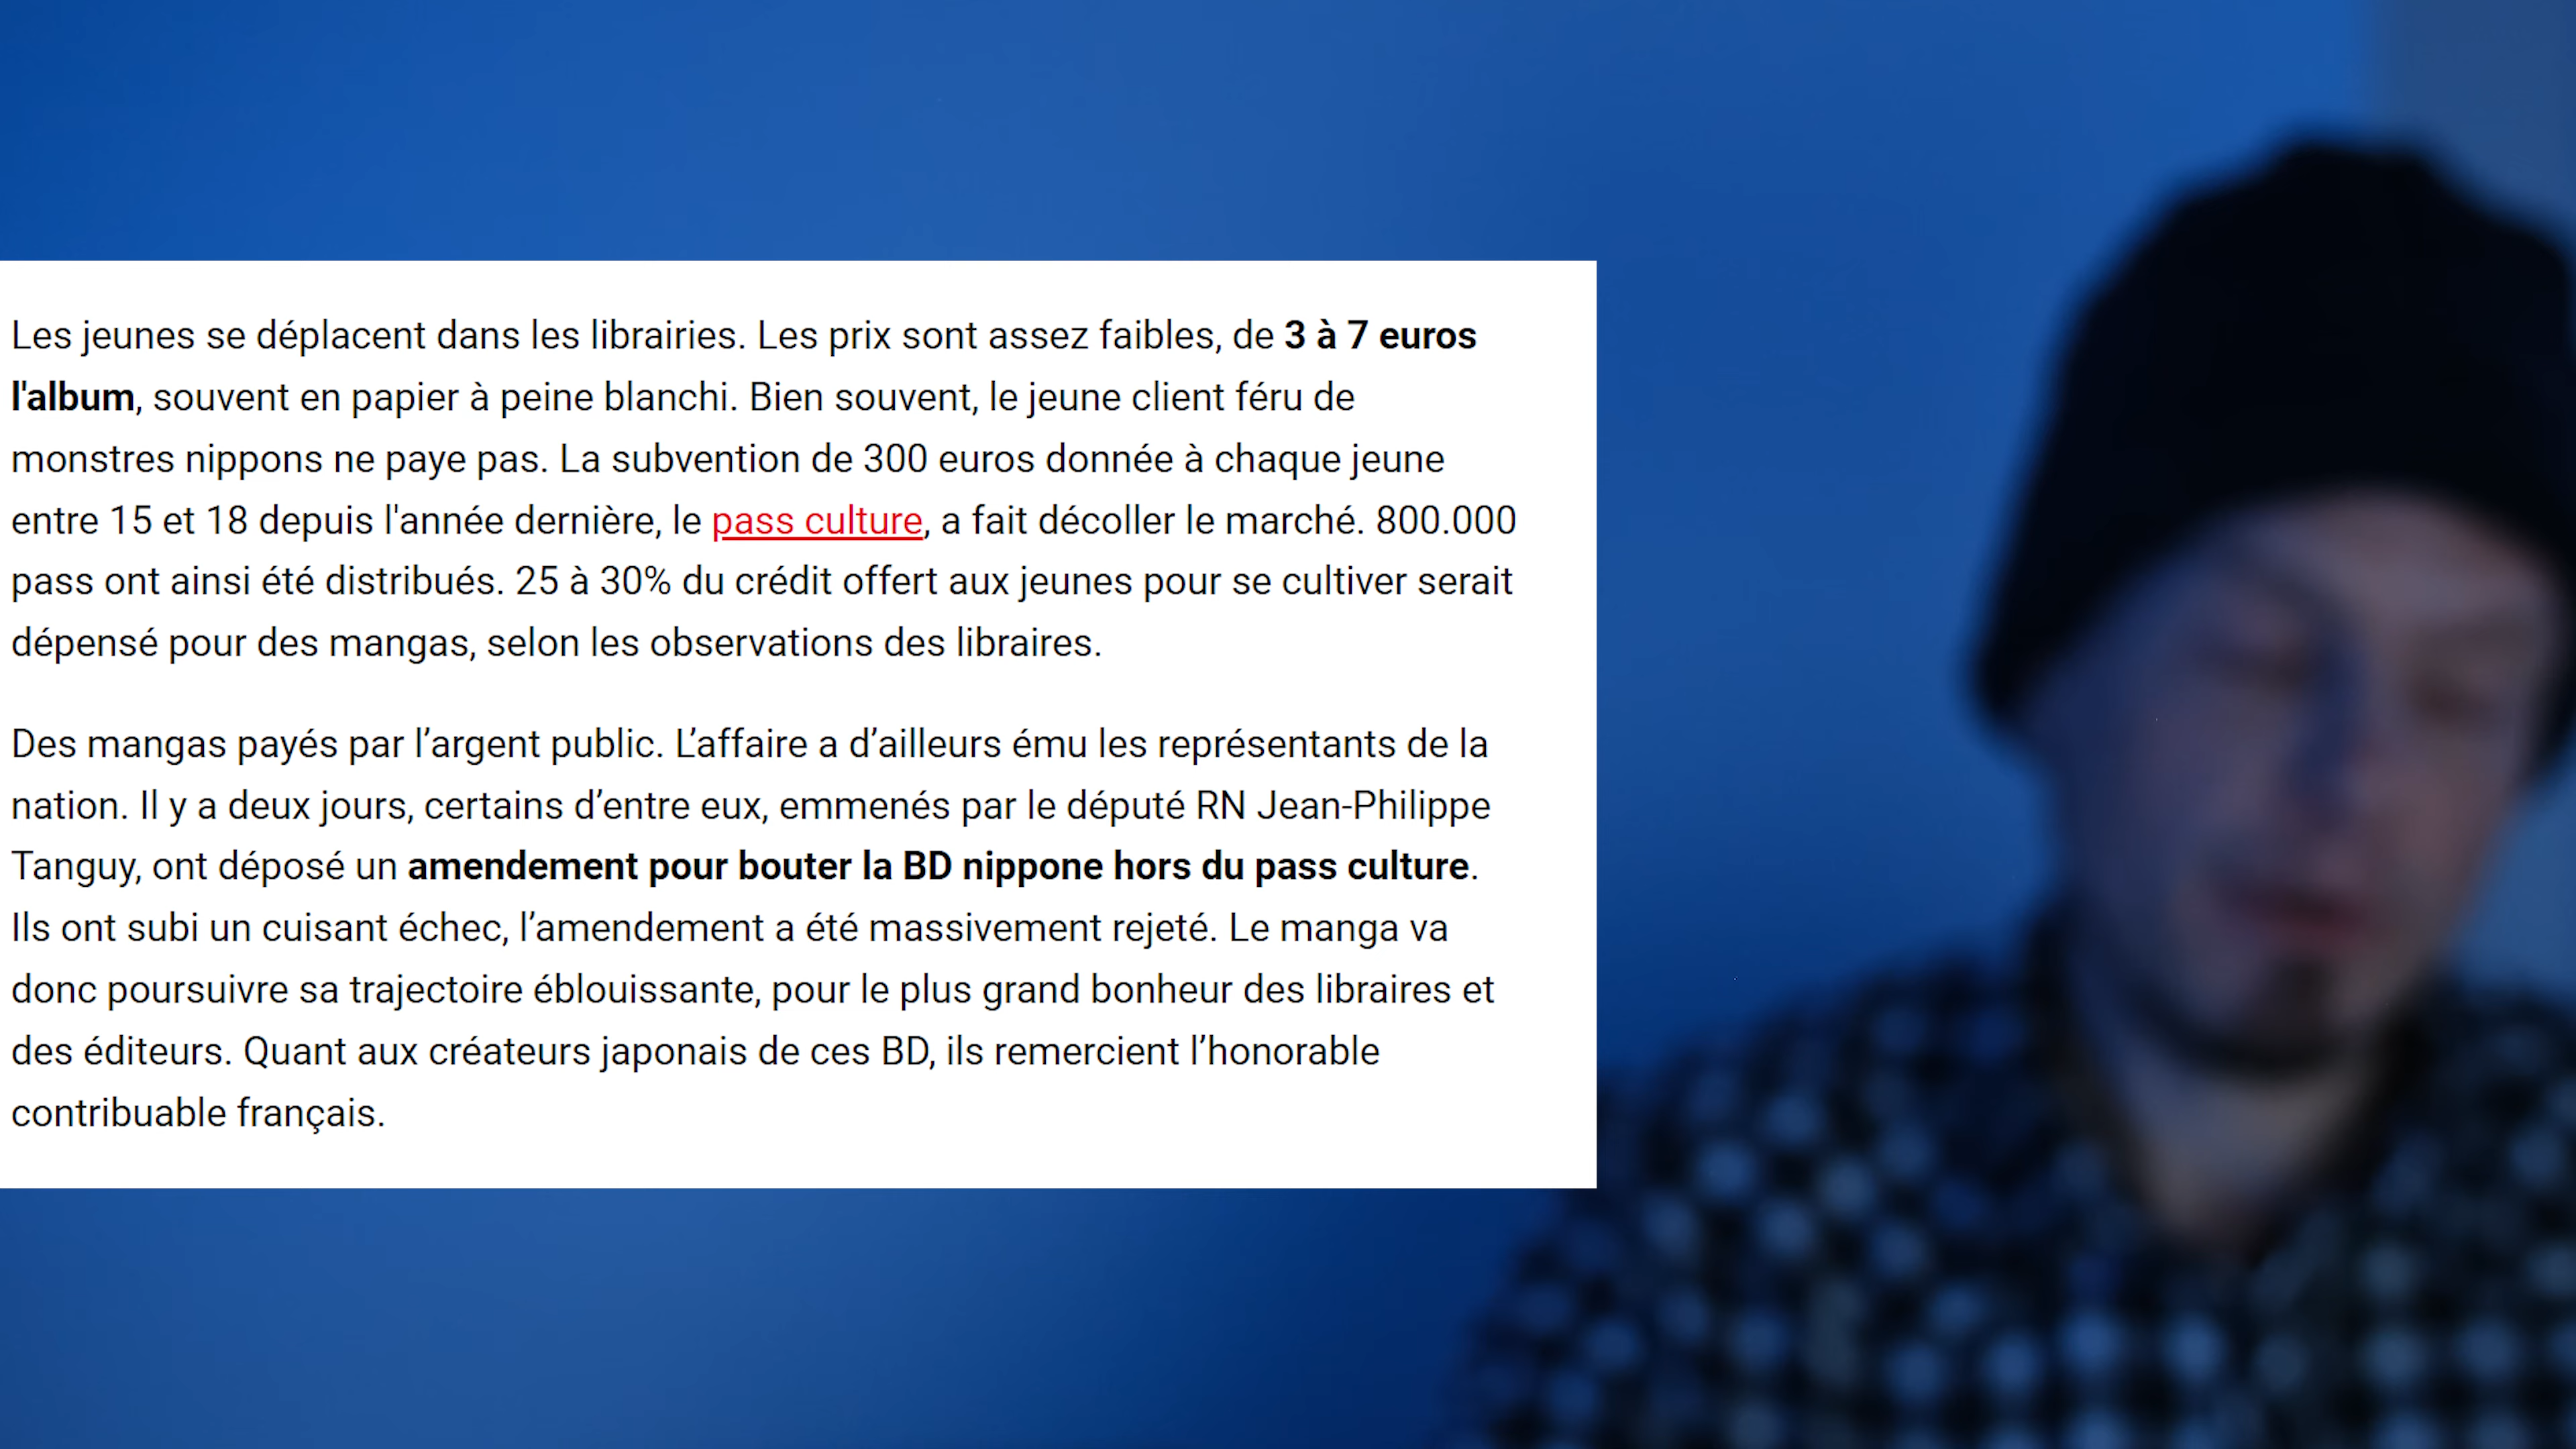 Les jeunes se déplacent dans les librairies. Les prix sont assez faibles, de 3 à 7 euros
l'album, souvent en papier à peine blanchi. Bien souvent, le jeune client féru de
monstres nippons ne paye pas. La subvention de 300 euros donnée à chaque jeune
entre 15 et 18 depuis l'année dernière, le pass culture, a fait décoller le marché. 800.000
pass ont ainsi été distribués. 25 à 30% du crédit offert aux jeunes pour se cultiver serait
dépensé pour des mangas, selon les observations des libraires.
Des mangas payés par l’argent public. L’affaire a d’ailleurs ému les représentants de la
nation. Il y a deux jours, certains d’entre eux, emmenés par le député RN Jean-Philippe
Tanguy, ont déposé un amendement pour bouter la BD nippone hors du pass culture.
Ils ont subi un cuisant échec, l’amendement a été massivement rejeté. Le manga va
donc poursuivre sa trajectoire éblouissante, pour le plus grand bonheur des libraires et
des éditeurs. Quant aux créateurs japonais de ces BD, ils remercient l’honorable
contribuable français.